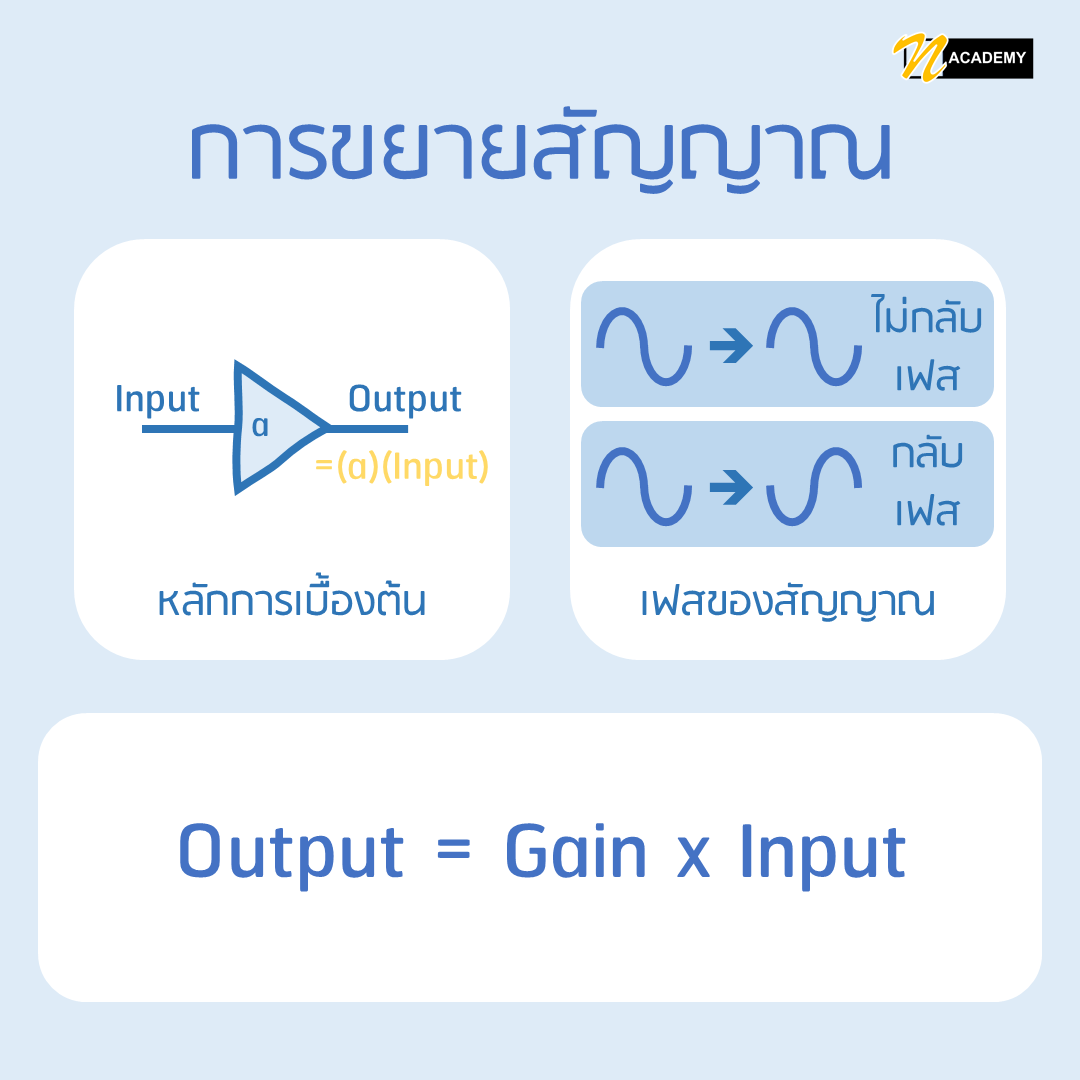 n ACADEMY
การขยายสัญญาณ
Input
a
Output
=(a)(Input)
หลักการเบื้องต้น
ไม่กลับ
เฟส
กลับ
เฟส
เฟสของสัญญาณ
Output = Gain x Input